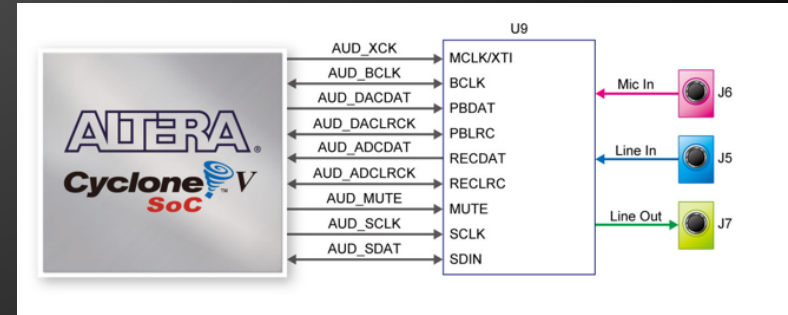 U9
AUD_XCK MCLK/XTI
AUD_BCLK BCLK
AUD_DACDAT PBDAT
AUD_DACLRCK PBLRC
AUD_ADCDAT RECDAT
AUD_ADCLRCK RECLRC
AUD_MUTE MUTE
AUD_SCLK SCLK
AUD_SDAT SDIN
ALTERA®
Cyclone™ V
SoC
Mic In J6
Line In J5
Line Out J7